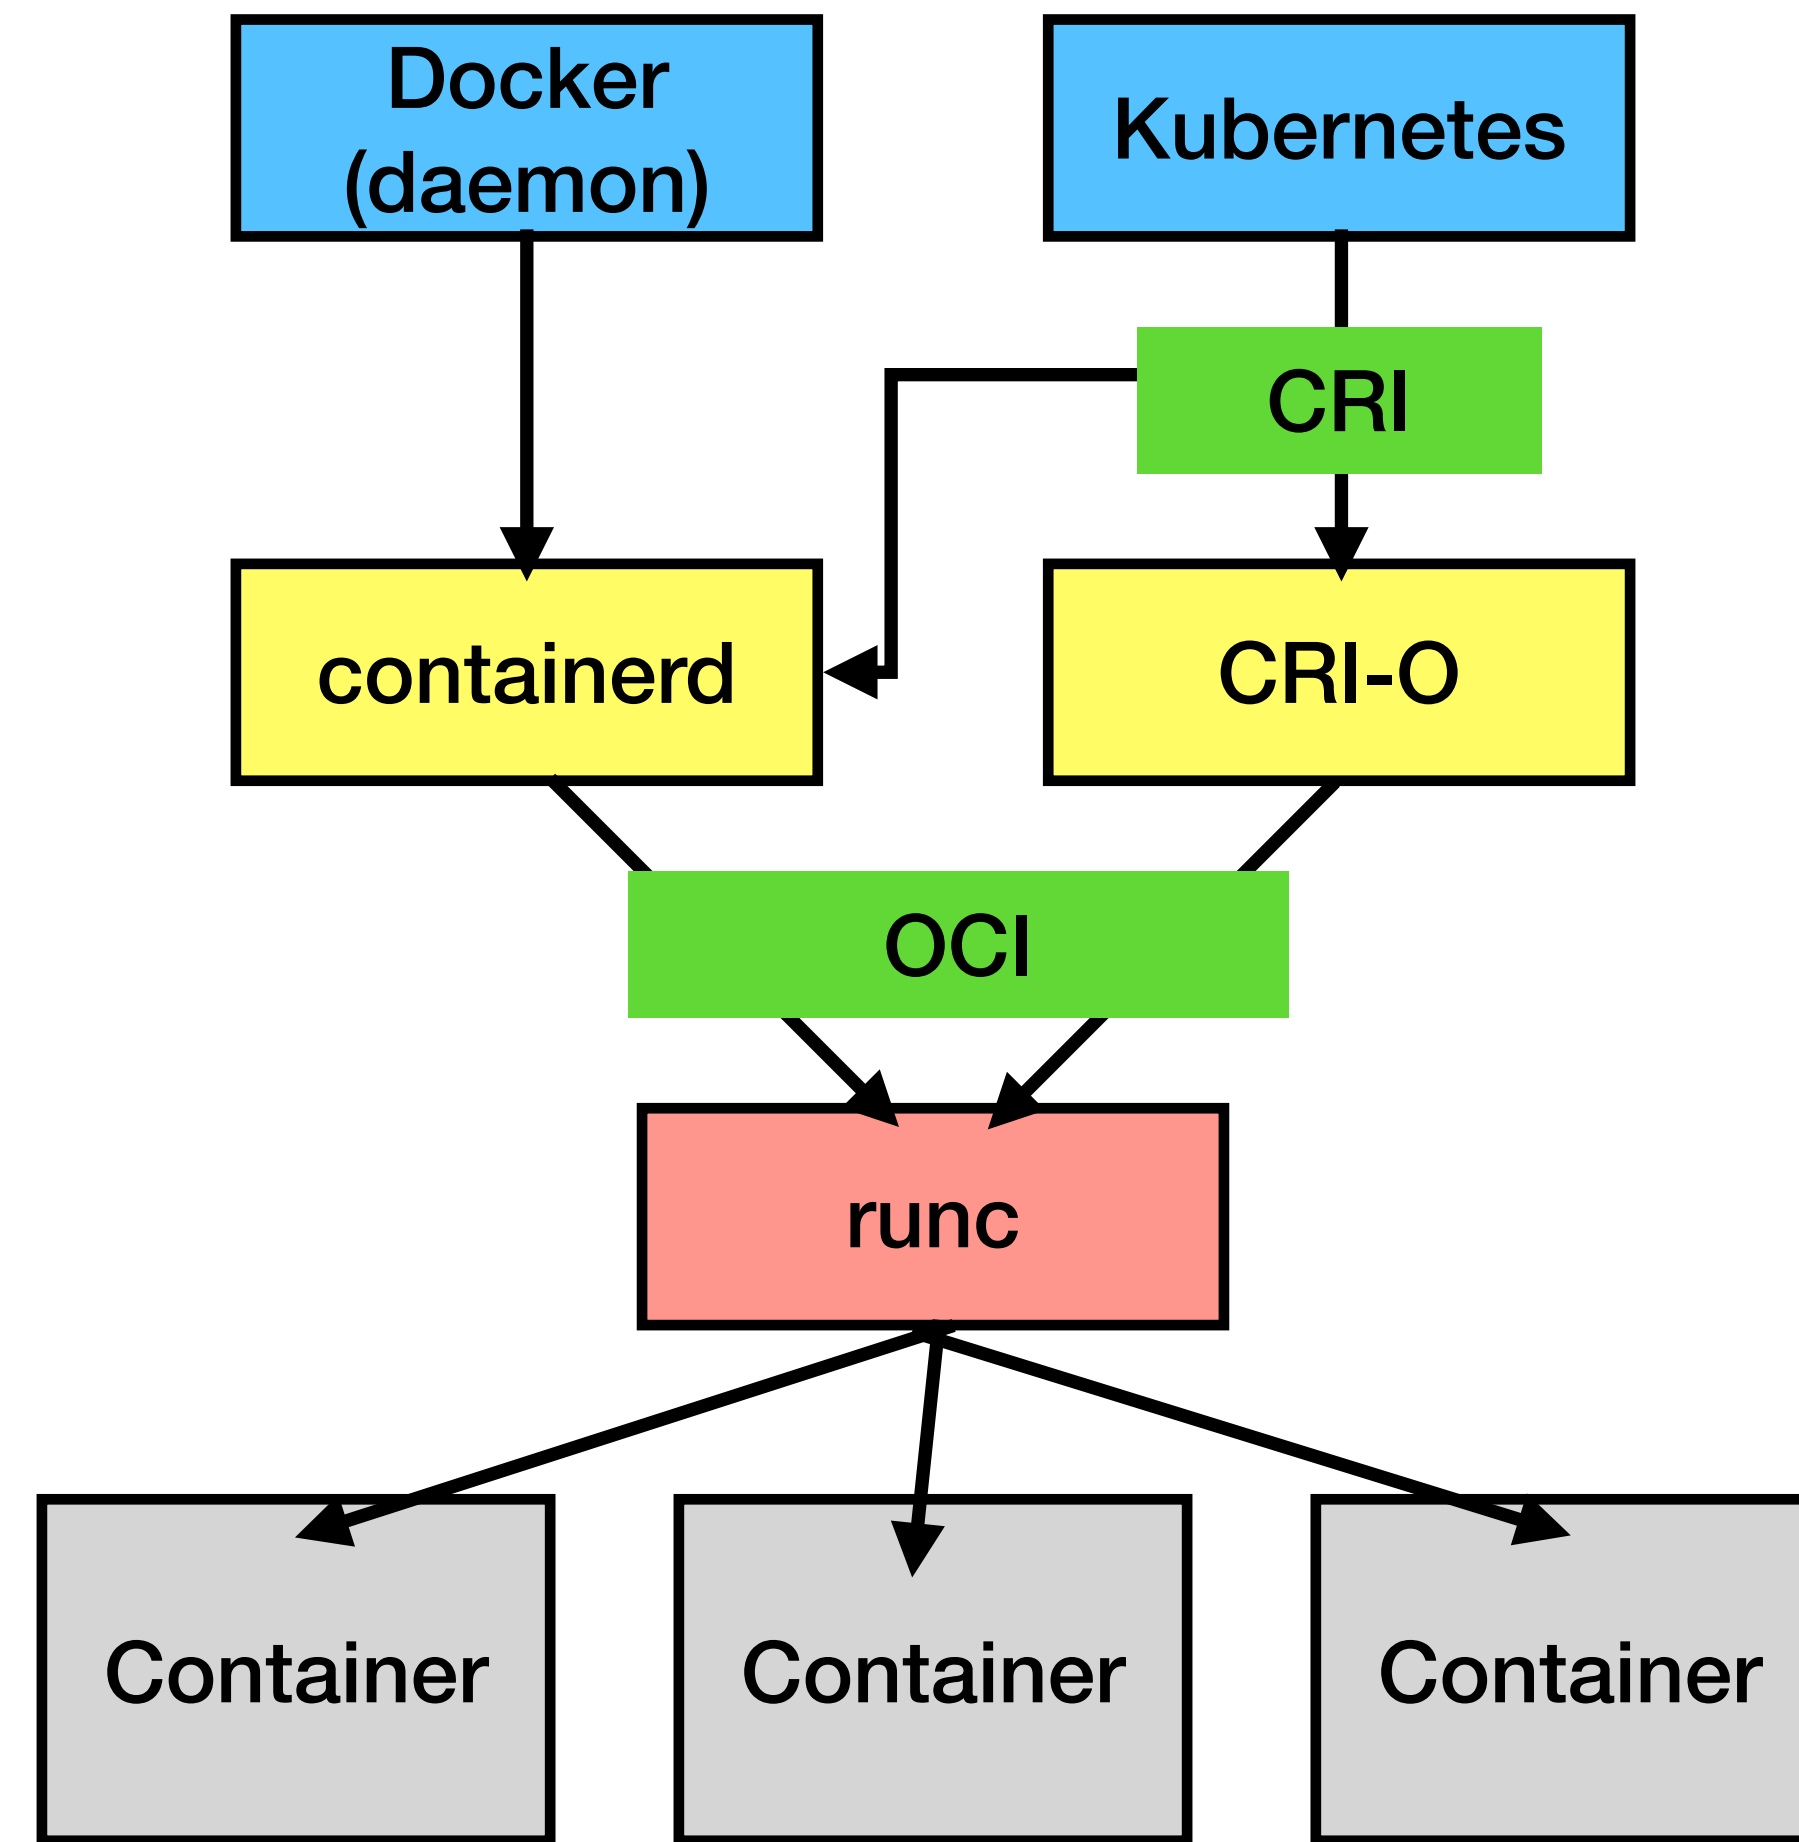 Docker
(daemon)
Kubernetes
CRI
containerd
CRI-O
OCI
runc
Container
Container
Container